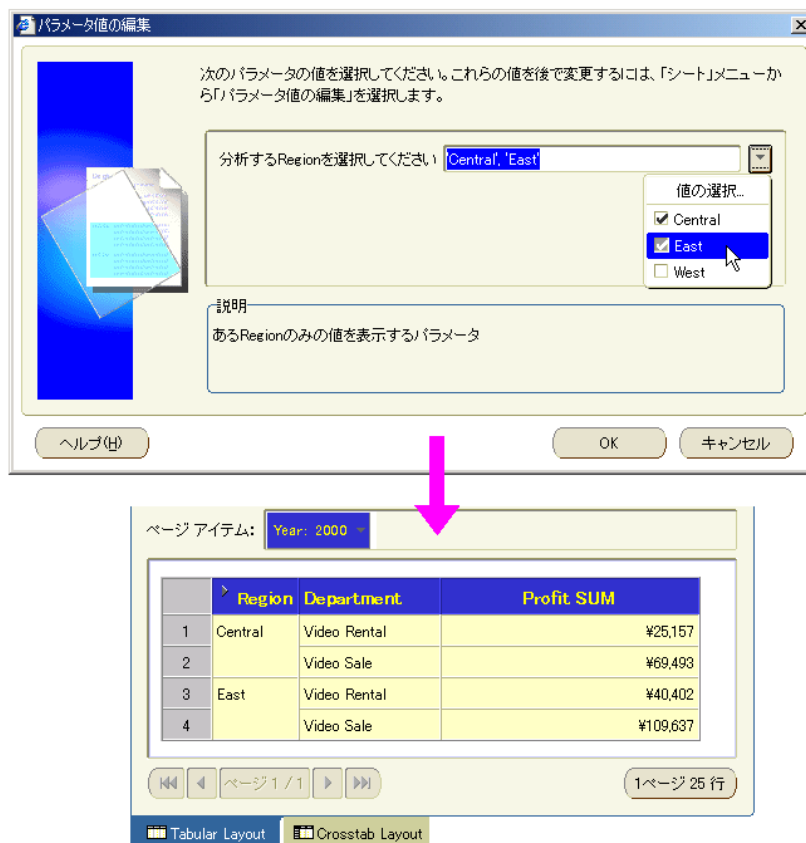 パラメータ値の編集
次のパラメータの値を選択してください。これらの値を後で変更するには、「シート」メニューか
ら「パラメータ値の編集」を選択します。
分析するRegionを選択してください 'Central', 'East'
値の選択...
Central
East
West
説明
あるRegionのみの値を表示するパラメータ
ヘルプ(H) OK キャンセル
ページ アイテム: Year: 2000
Region Department Profit SUM
1 Central Video Rental ¥25,157
2 Video Sale ¥69,493
3 East Video Rental ¥40,402
4 Video Sale ¥109,637
ページ 1 / 1 1ページ 25 行
Tabular Layout Crosstab Layout